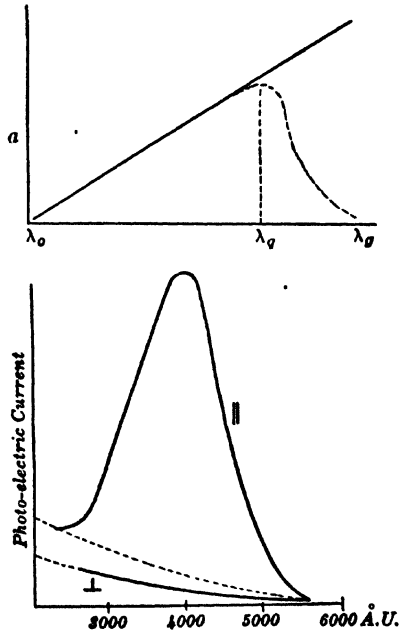 a
λ₀
λq
λg
Photo-electric Current
||
⊥
3000
4000
5000
6000 Å.U.